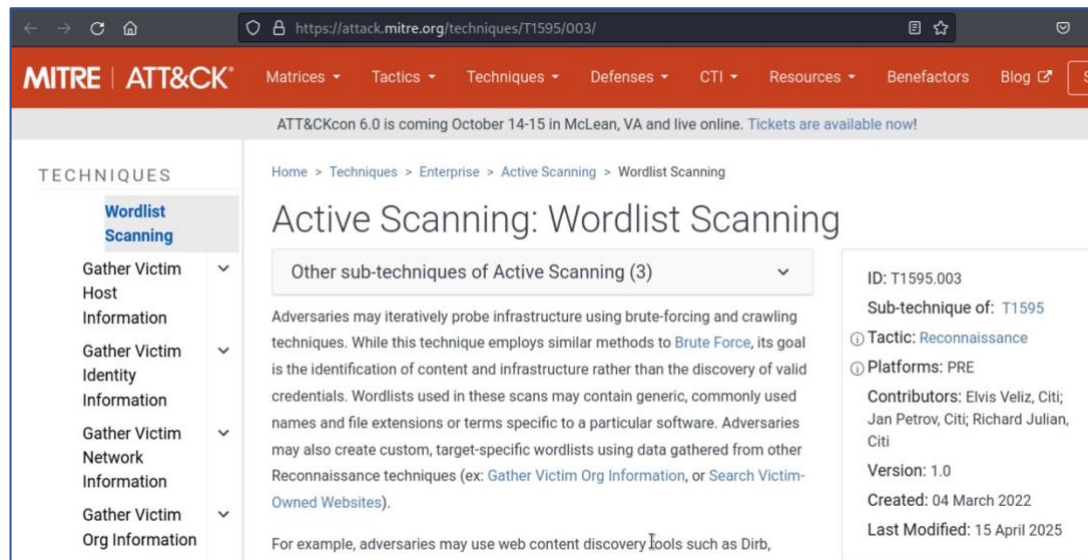 https://attack.mitre.org/techniques/T1595/003/
MITRE | ATT&CK®
Matrices
Tactics
Techniques
Defenses
CTI
Resources
Benefactors
Blog
S
ATT&CKcon 6.0 is coming October 14-15 in McLean, VA and live online. Tickets are available now!
TECHNIQUES
Wordlist
Scanning
Gather Victim
Host
Information
Gather Victim
Identity
Information
Gather Victim
Network
Information
Gather Victim
Org Information
Home > Techniques > Enterprise > Active Scanning > Wordlist Scanning
Active Scanning: Wordlist Scanning
Other sub-techniques of Active Scanning (3)
Adversaries may iteratively probe infrastructure using brute-forcing and crawling
techniques. While this technique employs similar methods to Brute Force, its goal
is the identification of content and infrastructure rather than the discovery of valid
credentials. Wordlists used in these scans may contain generic, commonly used
names and file extensions or terms specific to a particular software. Adversaries
may also create custom, target-specific wordlists using data gathered from other
Reconnaissance techniques (ex: Gather Victim Org Information, or Search Victim-
Owned Websites).
For example, adversaries may use web content discovery tools such as Dirb,
ID: T1595.003
Sub-technique of: T1595
Tactic: Reconnaissance
Platforms: PRE
Contributors: Elvis Veliz, Citi;
Jan Petrov, Citi; Richard Julian,
Citi
Version: 1.0
Created: 04 March 2022
Last Modified: 15 April 2025